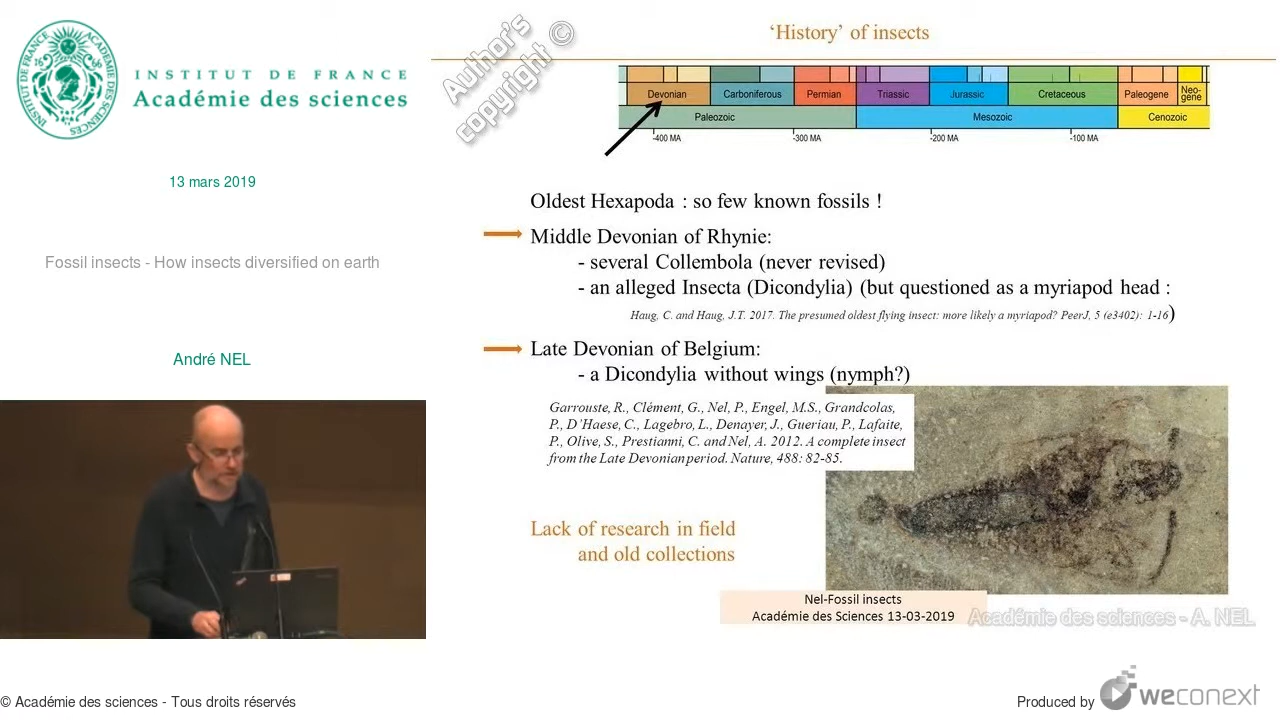 INSTITUT DE FRANCE
Académie des sciences
13 mars 2019
Fossil insects - How insects diversified on earth
André NEL
Author's
copyright ©
‘History’ of insects
Devonian Carboniferous Permian Triassic Jurassic Cretaceous Paleogene Neo-
gene
Paleozoic Mesozoic Cenozoic
-400 MA -300 MA -200 MA -100 MA
Oldest Hexapoda : so few known fossils !
Middle Devonian of Rhynie:
- several Collembola (never revised)
- an alleged Insecta (Dicondylia) (but questioned as a myriapod head :
Haug, C. and Haug, J.T. 2017. The presumed oldest flying insect: more likely a myriapod? PeerJ, 5 (e3402): 1-16)
Late Devonian of Belgium:
- a Dicondylia without wings (nymph?)
Garrouste, R., Clément, G., Nel, P., Engel, M.S., Grandcolas,
P., D’Haese, C., Lagebro, L., Denayer, J., Gueriau, P., Lafaite,
P., Olive, S., Prestianni, C. and Nel, A. 2012. A complete insect
from the Late Devonian period. Nature, 488: 82-85.
Lack of research in field
and old collections
Nel-Fossil insects
Académie des Sciences 13-03-2019
Académie des sciences - A. NEL
© Académie des sciences - Tous droits réservés
Produced by weconext